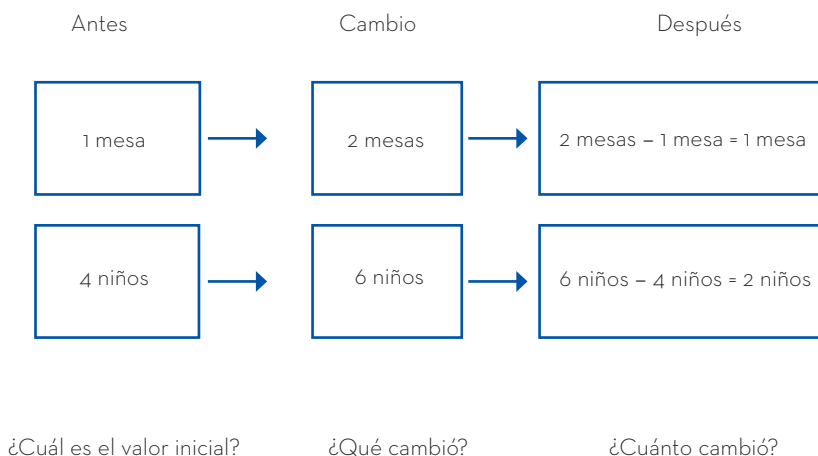 Antes Cambio Después
1 mesa 2 mesas 2 mesas – 1 mesa = 1 mesa
4 niños 6 niños 6 niños – 4 niños = 2 niños
¿Cuál es el valor inicial? ¿Qué cambió? ¿Cuánto cambió?